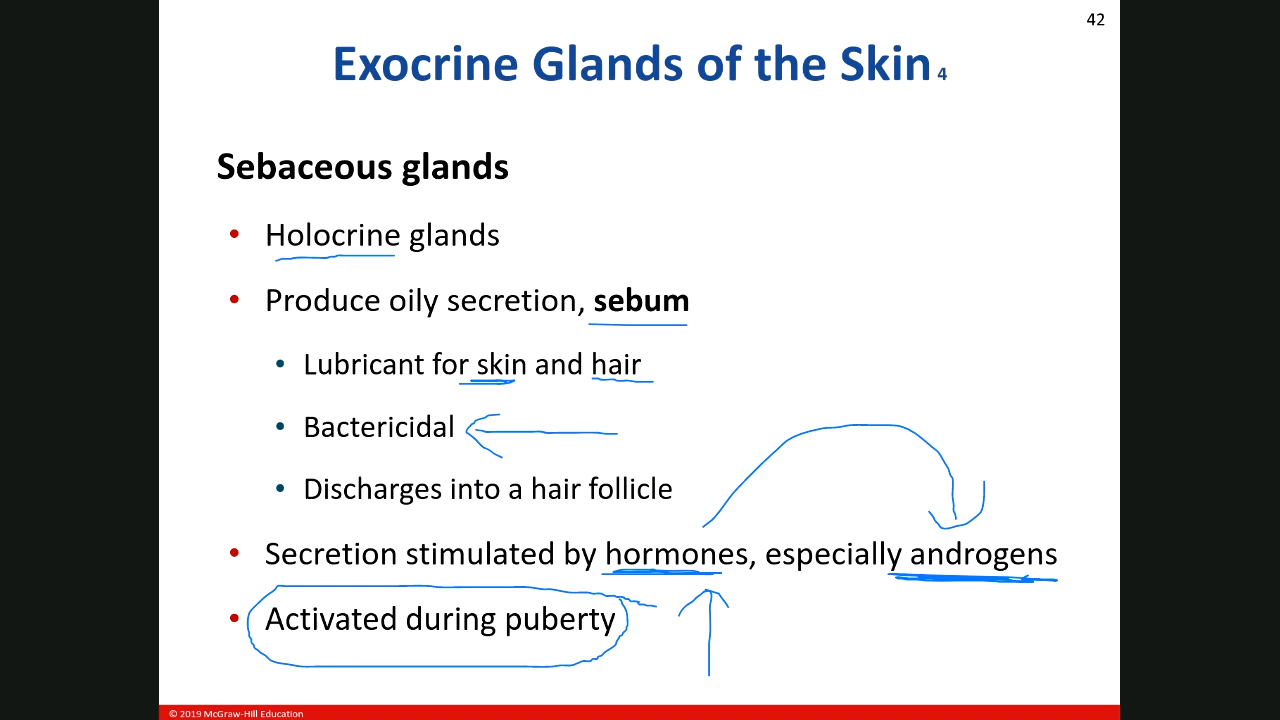 42
Exocrine Glands of the Skin 4
Sebaceous glands
• Holocrine glands
• Produce oily secretion, sebum
• Lubricant for skin and hair
• Bactericidal
• Discharges into a hair follicle
• Secretion stimulated by hormones, especially androgens
• Activated during puberty
© 2019 McGraw-Hill Education